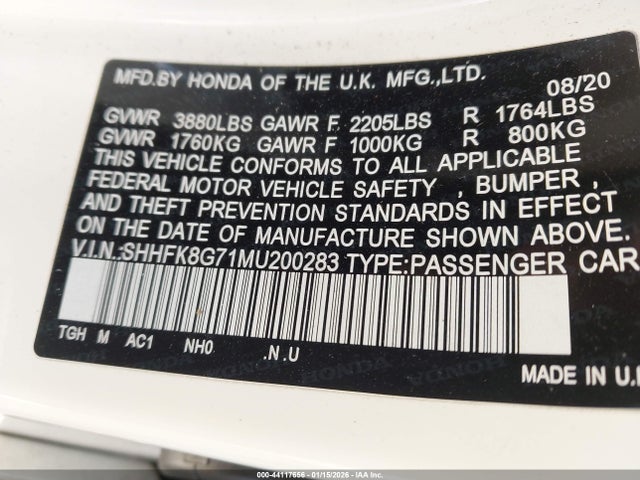 MFD.BY HONDA OF THE U.K. MFG.,LTD. 08/20
GVWR 3880LBS GAWR F 2205LBS R 1764LBS
GVWR 1760KG GAWR F 1000KG R 800KG
THIS VEHICLE CONFORMS TO ALL APPLICABLE
FEDERAL MOTOR VEHICLE SAFETY , BUMPER ,
AND THEFT PREVENTION STANDARDS IN EFFECT
ON THE DATE OF MANUFACTURE SHOWN ABOVE.
V.I.N.:SHHFK8G71MU200283 TYPE:PASSENGER CAR
TGH M AC1 NH0 .N.U
MADE IN U.
HONDA
000-44117656 - 01/15/2026 - IAA Inc.